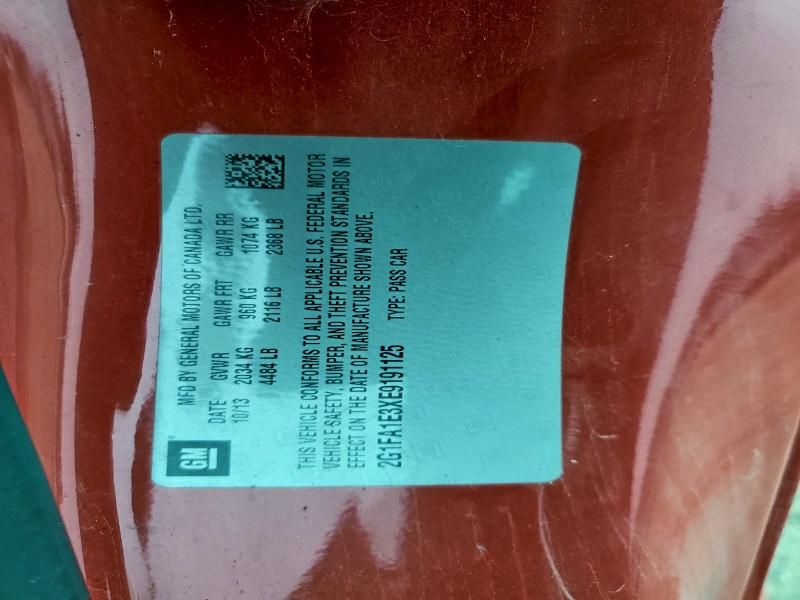 GM
MFD BY GENERAL MOTORS OF CANADA LTD.
DATE GVWR GAWR FRT GAWR RR
10/13 2034 KG 960 KG 1074 KG
4484 LB 2116 LB 2368 LB
THIS VEHICLE CONFORMS TO ALL APPLICABLE U.S. FEDERAL MOTOR
VEHICLE SAFETY, BUMPER, AND THEFT PREVENTION STANDARDS IN
EFFECT ON THE DATE OF MANUFACTURE SHOWN ABOVE.
2G1FA1E3XE9191125 TYPE: PASS CAR